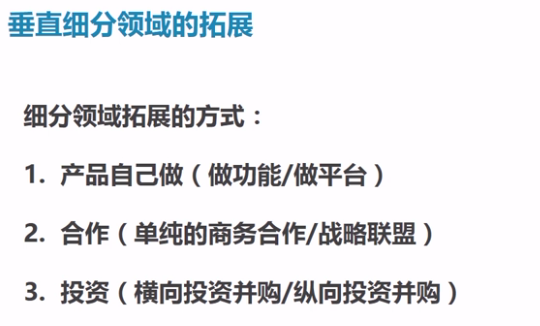 垂直细分领域的拓展
细分领域拓展的方式：
1. 产品自己做（做功能/做平台）
2. 合作（单纯的商务合作/战略联盟）
3. 投资（横向投资并购/纵向投资并购）